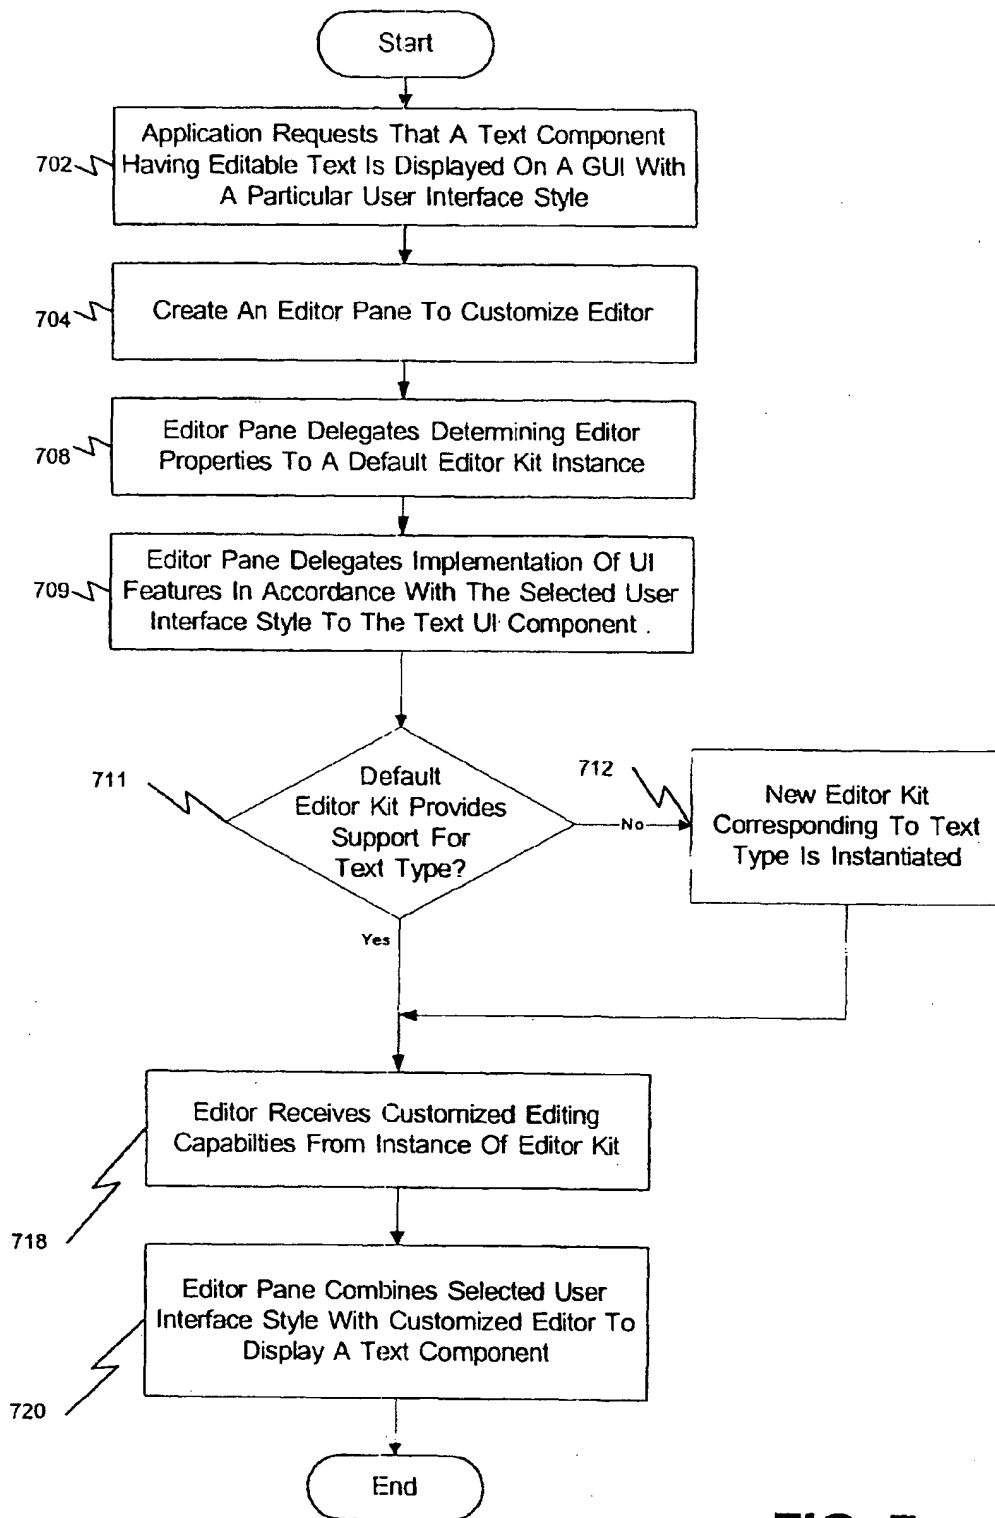 Start
Application Requests That A Text Component
Having Editable Text Is Displayed On A GUI With
A Particular User Interface Style
702
Create An Editor Pane To Customize Editor
704
Editor Pane Delegates Determining Editor
Properties To A Default Editor Kit Instance
708
Editor Pane Delegates Implementation Of UI
Features In Accordance With The Selected User
Interface Style To The Text UI Component .
709
711
Default
Editor Kit Provides
Support For
Text Type?
No
712
New Editor Kit
Corresponding To Text
Type Is Instantiated
Yes
Editor Receives Customized Editing
Capabilties From Instance Of Editor Kit
718
Editor Pane Combines Selected User
Interface Style With Customized Editor To
Display A Text Component
720
End